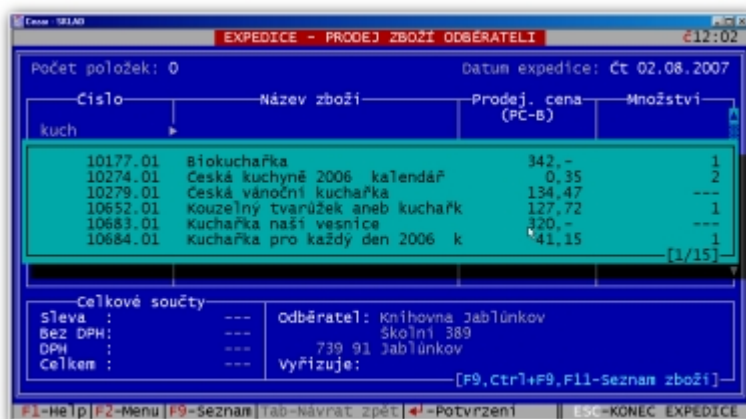 Cesar - SKLAD
EXPEDICE - PRODEJ ZBOŽÍ ODBĚRATELI č12:02
Počet položek: 0 Datum expedice: Čt 02.08.2007
Číslo Název zboží Prodej. cena Množství
(PC-B)
kuch
10177.01 Biokuchařka 342,- 1
10274.01 Česká kuchyně 2006 kalendář 0,35 2
10279.01 Česká vánoční kuchařka 134,47 ---
10652.01 Kouzelný tvarůžek aneb kuchařk 127,72 1
10683.01 Kuchařka naší vesnice 320,- ---
10684.01 Kuchařka pro každý den 2006 k 41,15 1
[1/15]
Celkové součty
Sleva : --- Odběratel: Knihovna Jablůnkov
Bez DPH: --- Školní 389
DPH : --- 739 91 Jablůnkov
Celkem : --- Vyřizuje:
[F9,Ctrl+F9,F11-Seznam zboží]
F1-Help F2-Menu F9-Seznam Tab-Návrat zpět ↵-Potvrzení ESC-KONEC EXPEDICE